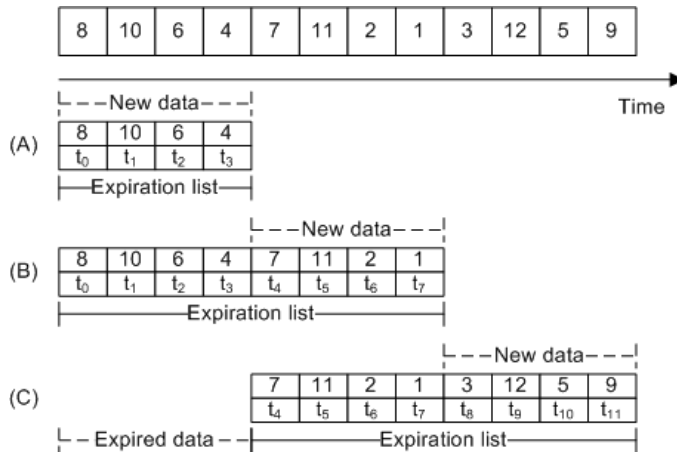 8 10 6 4 7 11 2 1 3 12 5 9
New data
Time
(A)
8 10 6 4
t0 t1 t2 t3
Expiration list
New data
(B)
8 10 6 4 7 11 2 1
t0 t1 t2 t3 t4 t5 t6 t7
Expiration list
New data
(C)
7 11 2 1 3 12 5 9
t4 t5 t6 t7 t8 t9 t10 t11
Expired data Expiration list